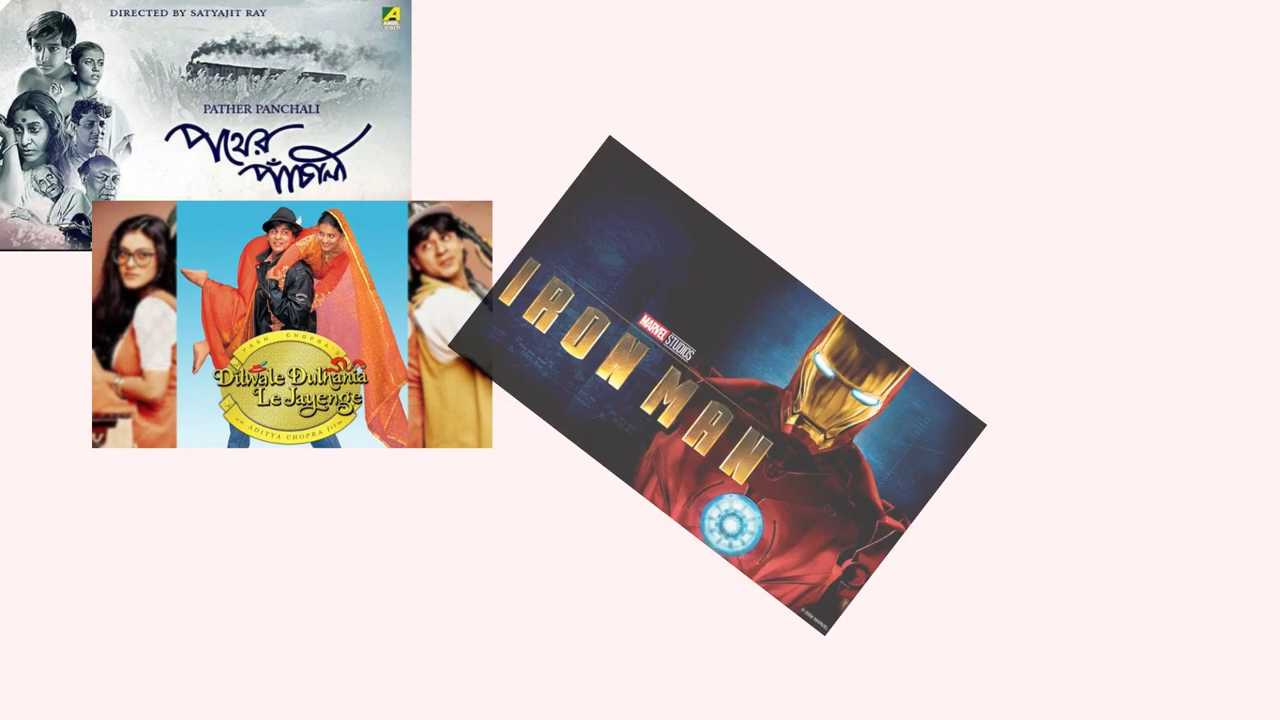 DIRECTED BY SATYAJIT RAY
ANGEL
PATHER PANCHALI
পথের
পাঁচালী
YASH CHOPRA'S
Dilwale Dulhania
Le Jayenge
an ADITYA CHOPRA film
MARVEL STUDIOS
IRON MAN